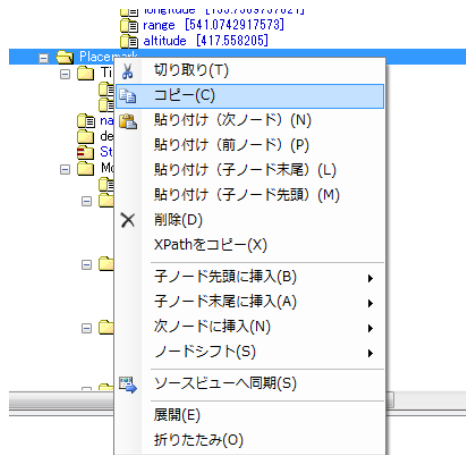 range [541.0742917573]
altitude [417.558205]
Placemark
Ti
切り取り(T)
コピー(C)
na
貼り付け（次ノード）(N)
de
貼り付け（前ノード）(P)
St
貼り付け（子ノード末尾）(L)
Mo
貼り付け（子ノード先頭）(M)
削除(D)
XPathをコピー(X)
子ノード先頭に挿入(B)
子ノード末尾に挿入(A)
次ノードに挿入(N)
ノードシフト(S)
ソースビューへ同期(S)
展開(E)
折りたたみ(O)